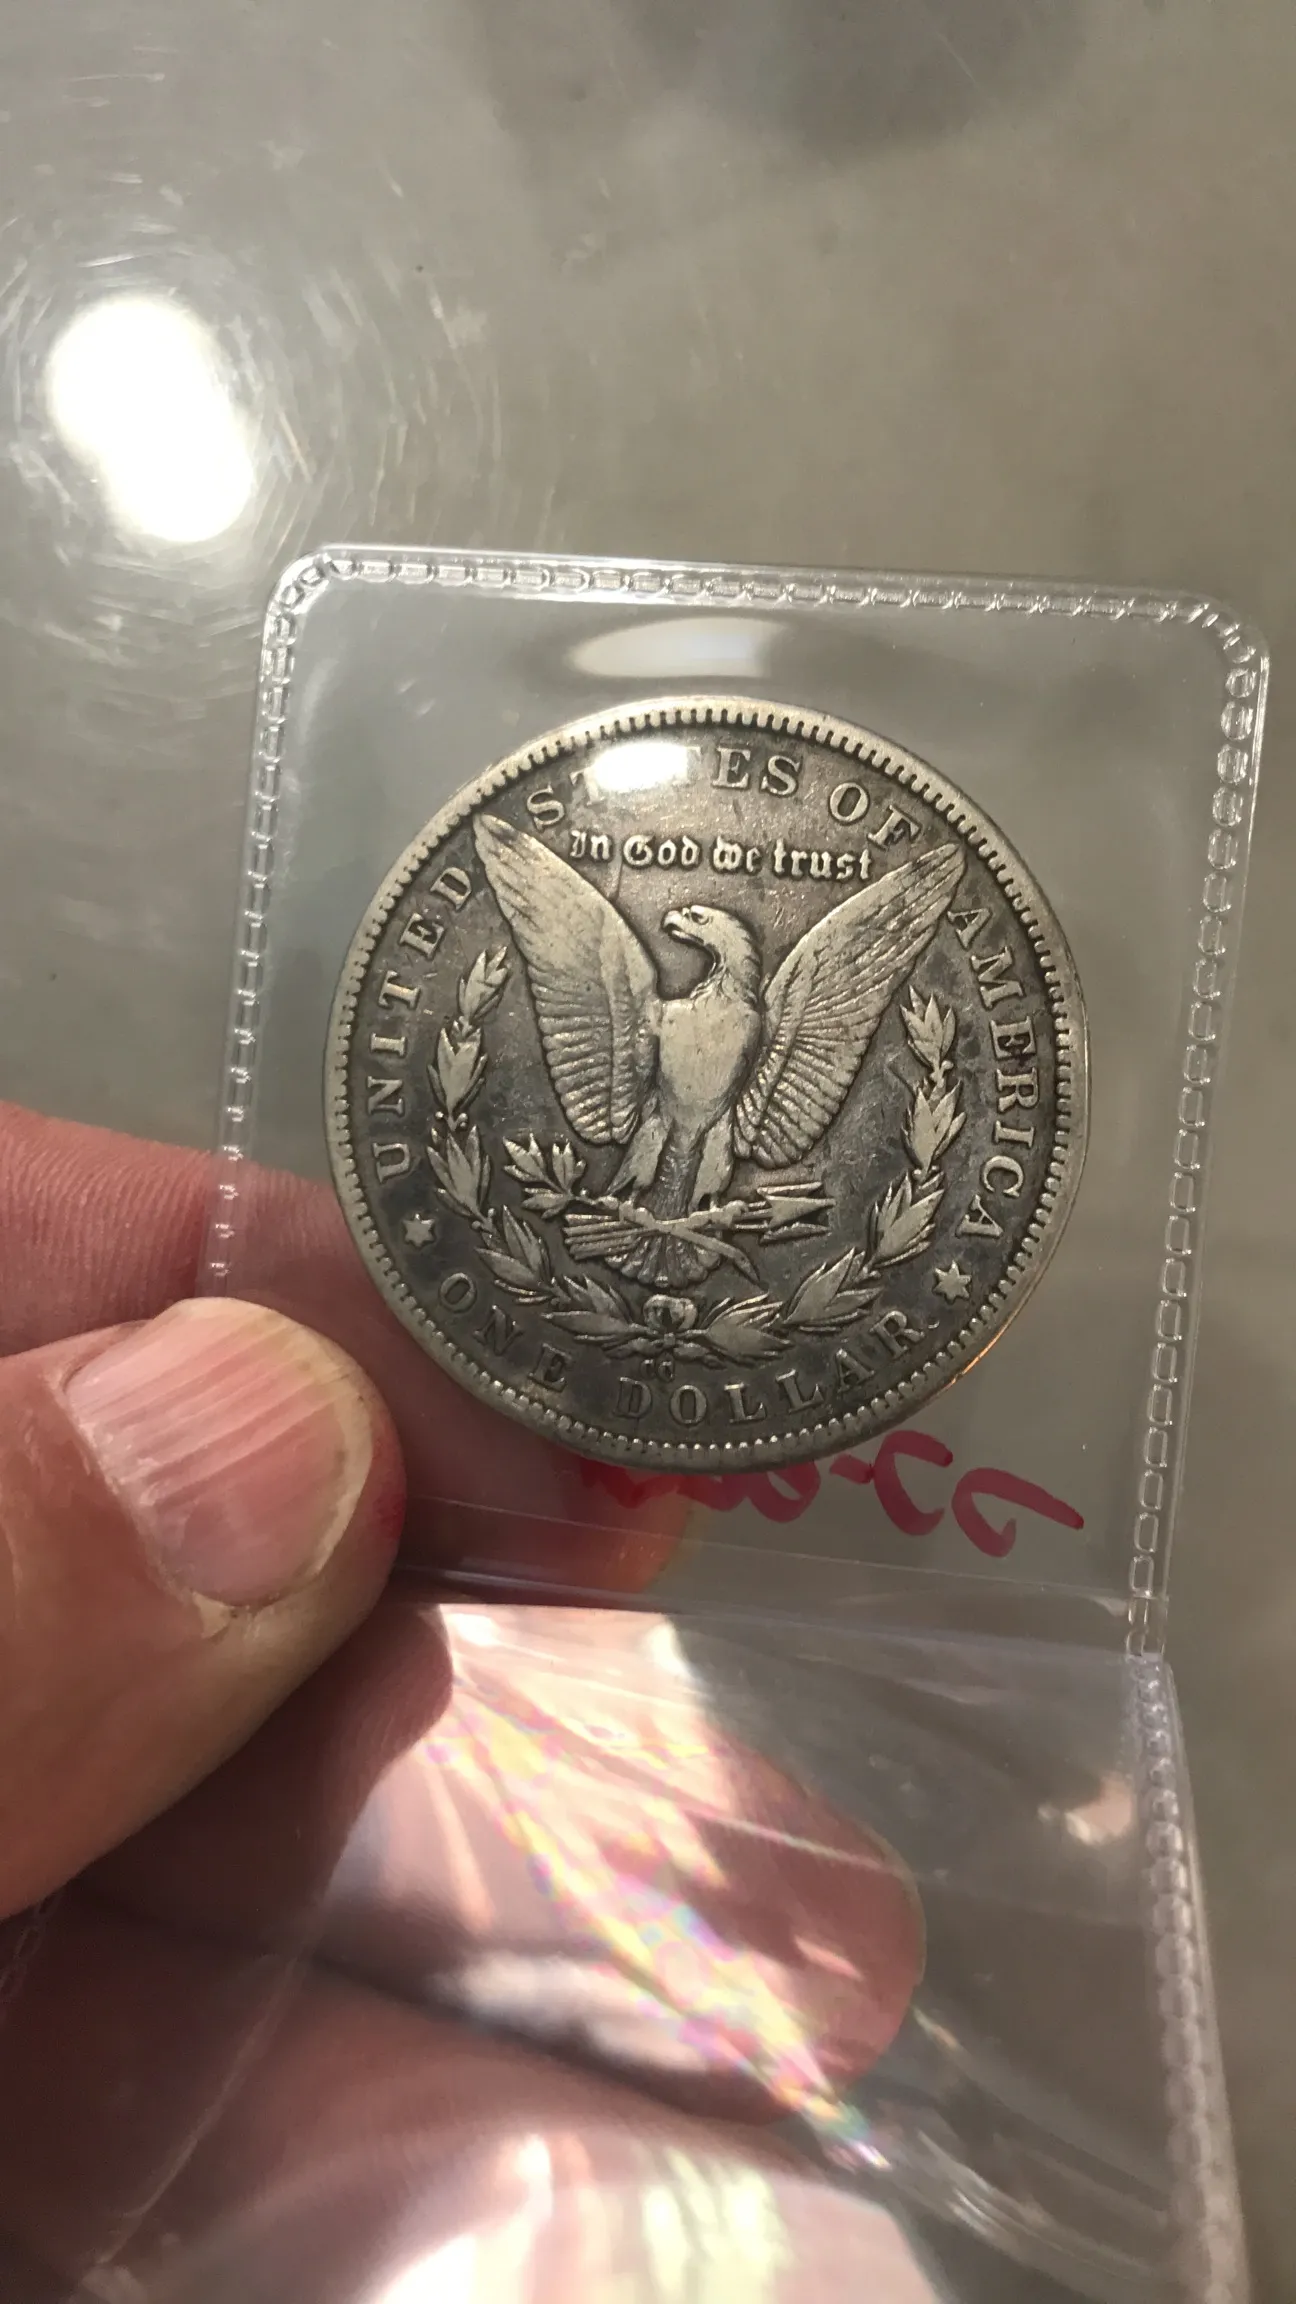 UNITED STATES OF AMERICA
In God we trust
CC
ONE DOLLAR